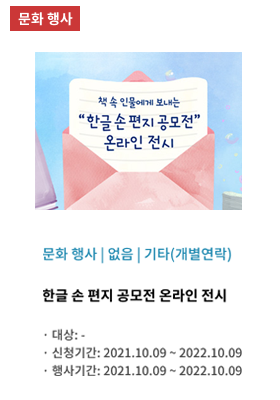 문화 행사
책 속 인물에게 보내는
“한글 손 편지 공모전”
온라인 전시
문화 행사 | 없음 | 기타(개별연락)
한글 손 편지 공모전 온라인 전시
· 대상: -
· 신청기간: 2021.10.09 ~ 2022.10.09
· 행사기간: 2021.10.09 ~ 2022.10.09